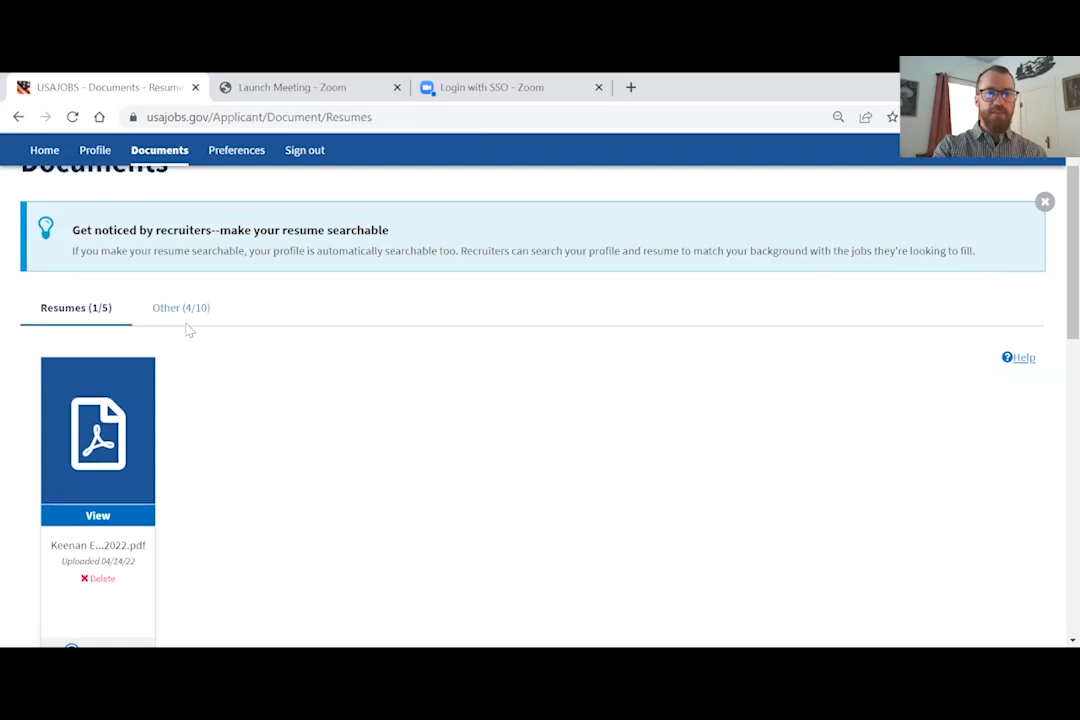 USAJOBS - Documents - Resume
Launch Meeting - Zoom
Login with SSO - Zoom
usajobs.gov/Applicant/Document/Resumes
Home
Profile
Documents
Preferences
Sign out
Documents
Get noticed by recruiters--make your resume searchable
If you make your resume searchable, your profile is automatically searchable too. Recruiters can search your profile and resume to match your background with the jobs they're looking to fill.
Resumes (1/5)
Other (4/10)
Help
View
Keenan E...2022.pdf
Uploaded 04/14/22
Delete